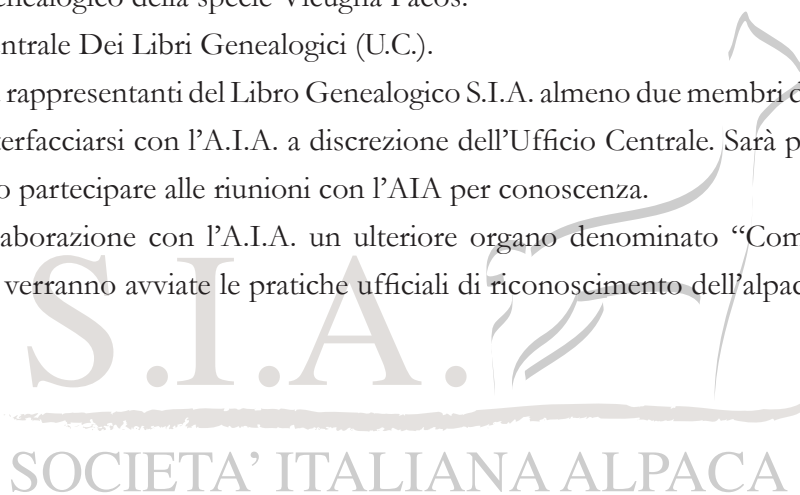 enealogico della specie Vicugna Pacos.
entrale Dei Libri Genealogici (U.C.).
rappresentanti del Libro Genealogico S.I.A. almeno due membri d
terfacciarsi con l’A.I.A. a discrezione dell’Ufficio Centrale. Sarà p
o partecipare alle riunioni con l’AIA per conoscenza.
aborazione con l’A.I.A. un ulteriore organo denominato “Com
verranno avviate le pratiche ufficiali di riconoscimento dell’alpac
S.I.A.
SOCIETA’ ITALIANA ALPACA